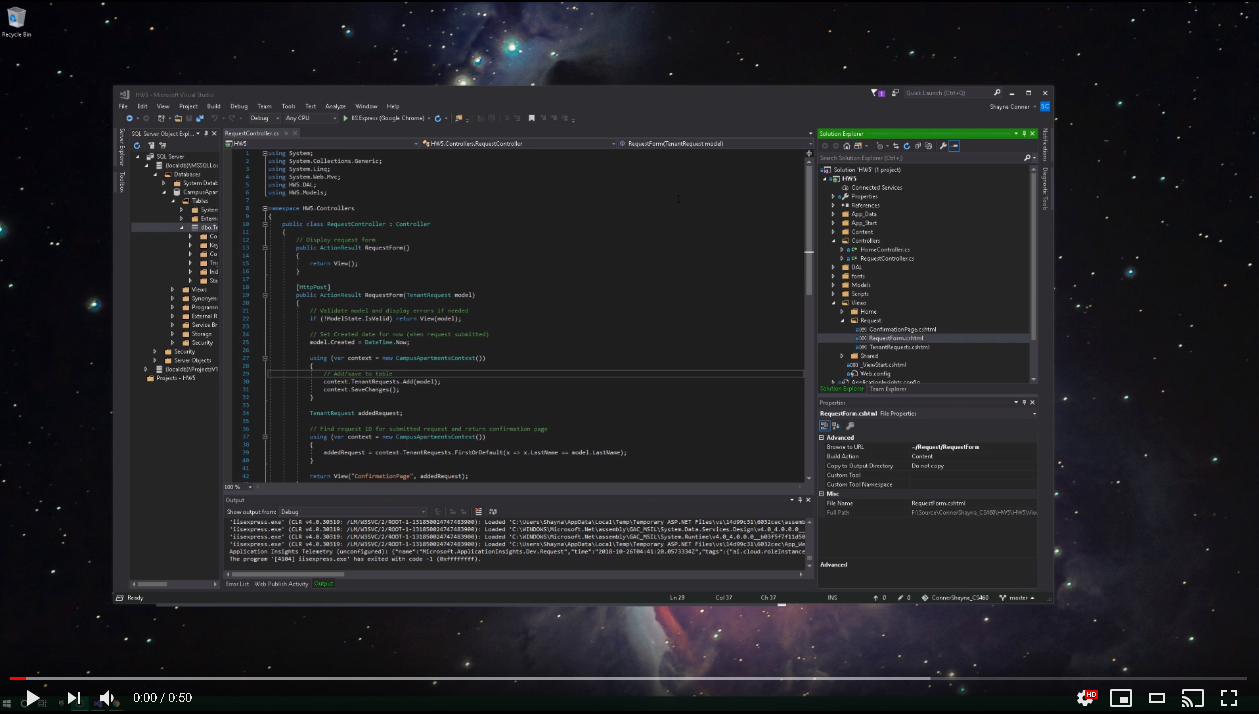 Recycle Bin
HW5 - Microsoft Visual Studio
Quick Launch (Ctrl+Q)
File Edit View Project Build Debug Team Tools Test Analyze Window Help
Shayna Conner SC
Debug Any CPU IIS Express (Google Chrome)
SQL Server Object Expl...
SQL Server
(localdb)\MSSQLLo
Databases
System Datab
CampusApar
Tables
System
Extern
dbo.Te
Co
Key
Co
Tri
Ind
Sta
Views
Synonyms
Programm
External R
Service Br
Storage
Security
Security
Server Objects
(localdb)\ProjectsV1
Projects - HW5
Server Explorer
Toolbox
RequestController.cs
HW5 HW5.Controllers.RequestController RequestForm(TenantRequest model)
1 using System;
2 using System.Collections.Generic;
3 using System.Linq;
4 using System.Web.Mvc;
5 using HW5.DAL;
6 using HW5.Models;
7
8 namespace HW5.Controllers
9 {
10 public class RequestController : Controller
11 {
12 // Display request form
13 public ActionResult RequestForm()
14 {
15 return View();
16 }
17
18 [HttpPost]
19 public ActionResult RequestForm(TenantRequest model)
20 {
21 // Validate model and display errors if needed
22 if (!ModelState.IsValid) return View(model);
23
24 // Set Created date for now (when request submitted)
25 model.Created = DateTime.Now;
26
27 using (var context = new CampusApartmentsContext())
28 {
29 // Add/save to table
30 context.TenantRequests.Add(model);
31 context.SaveChanges();
32 }
33
34 TenantRequest addedRequest;
35
36 // Find request ID for submitted request and return confirmation page
37 using (var context = new CampusApartmentsContext())
38 {
39 addedRequest = context.TenantRequests.FirstOrDefault(x => x.LastName == model.LastName);
40 }
41
42 return View("ConfirmationPage", addedRequest);
100 %
Output
Show output from: Debug
'iisexpress.exe' (CLR v4.0.30319: /LM/W3SVC/2/ROOT-1-131850024747483900): Loaded 'C:\Users\Shayna\AppData\Local\Temp\Temporary ASP.NET Files\vs\14d99c31\6032cec\assemb
'iisexpress.exe' (CLR v4.0.30319: /LM/W3SVC/2/ROOT-1-131850024747483900): Loaded 'C:\WINDOWS\Microsoft.Net\assembly\GAC_MSIL\System.Data.Services.Design\v4.0_4.0.0.0_
'iisexpress.exe' (CLR v4.0.30319: /LM/W3SVC/2/ROOT-1-131850024747483900): Loaded 'C:\WINDOWS\Microsoft.Net\assembly\GAC_MSIL\System.Runtime\v4.0_4.0.0.0__b03f5f7f11d50
'iisexpress.exe' (CLR v4.0.30319: /LM/W3SVC/2/ROOT-1-131850024747483900): Loaded 'C:\Users\Shayna\AppData\Local\Temp\Temporary ASP.NET Files\vs\14d99c31\6032cec\App_We
Application Insights Telemetry (unconfigured): {"name":"Microsoft.ApplicationInsights.Dev.Request","time":"2018-10-26T04:41:20.0573334Z","tags":{"ai.cloud.roleInstance
The program '[4104] iisexpress.exe' has exited with code -1 (0xffffffff).
Error List Web Publish Activity Output
Solution Explorer
Search Solution Explorer (Ctrl+;)
Solution 'HW5' (1 project)
HW5
Connected Services
Properties
References
App_Data
App_Start
Content
Controllers
HomeController.cs
RequestController.cs
DAL
fonts
Models
Scripts
Views
Home
Request
ConfirmationPage.cshtml
RequestForm.cshtml
TenantRequests.cshtml
Shared
_ViewStart.cshtml
Web.config
ApplicationInsights.config
Solution Explorer Team Explorer
Properties
RequestForm.cshtml File Properties
Advanced
Browse to URL ~/Request/RequestForm
Build Action Content
Copy to Output Directory Do not copy
Custom Tool
Custom Tool Namespace
Misc
File Name RequestForm.cshtml
Full Path
Advanced
Notifications
Diagnostic Tools
Ready Ln 29 Col 37 Ch 37 INS 0 0 ConnerShayna_CS460 master
0:00 / 0:50
HD